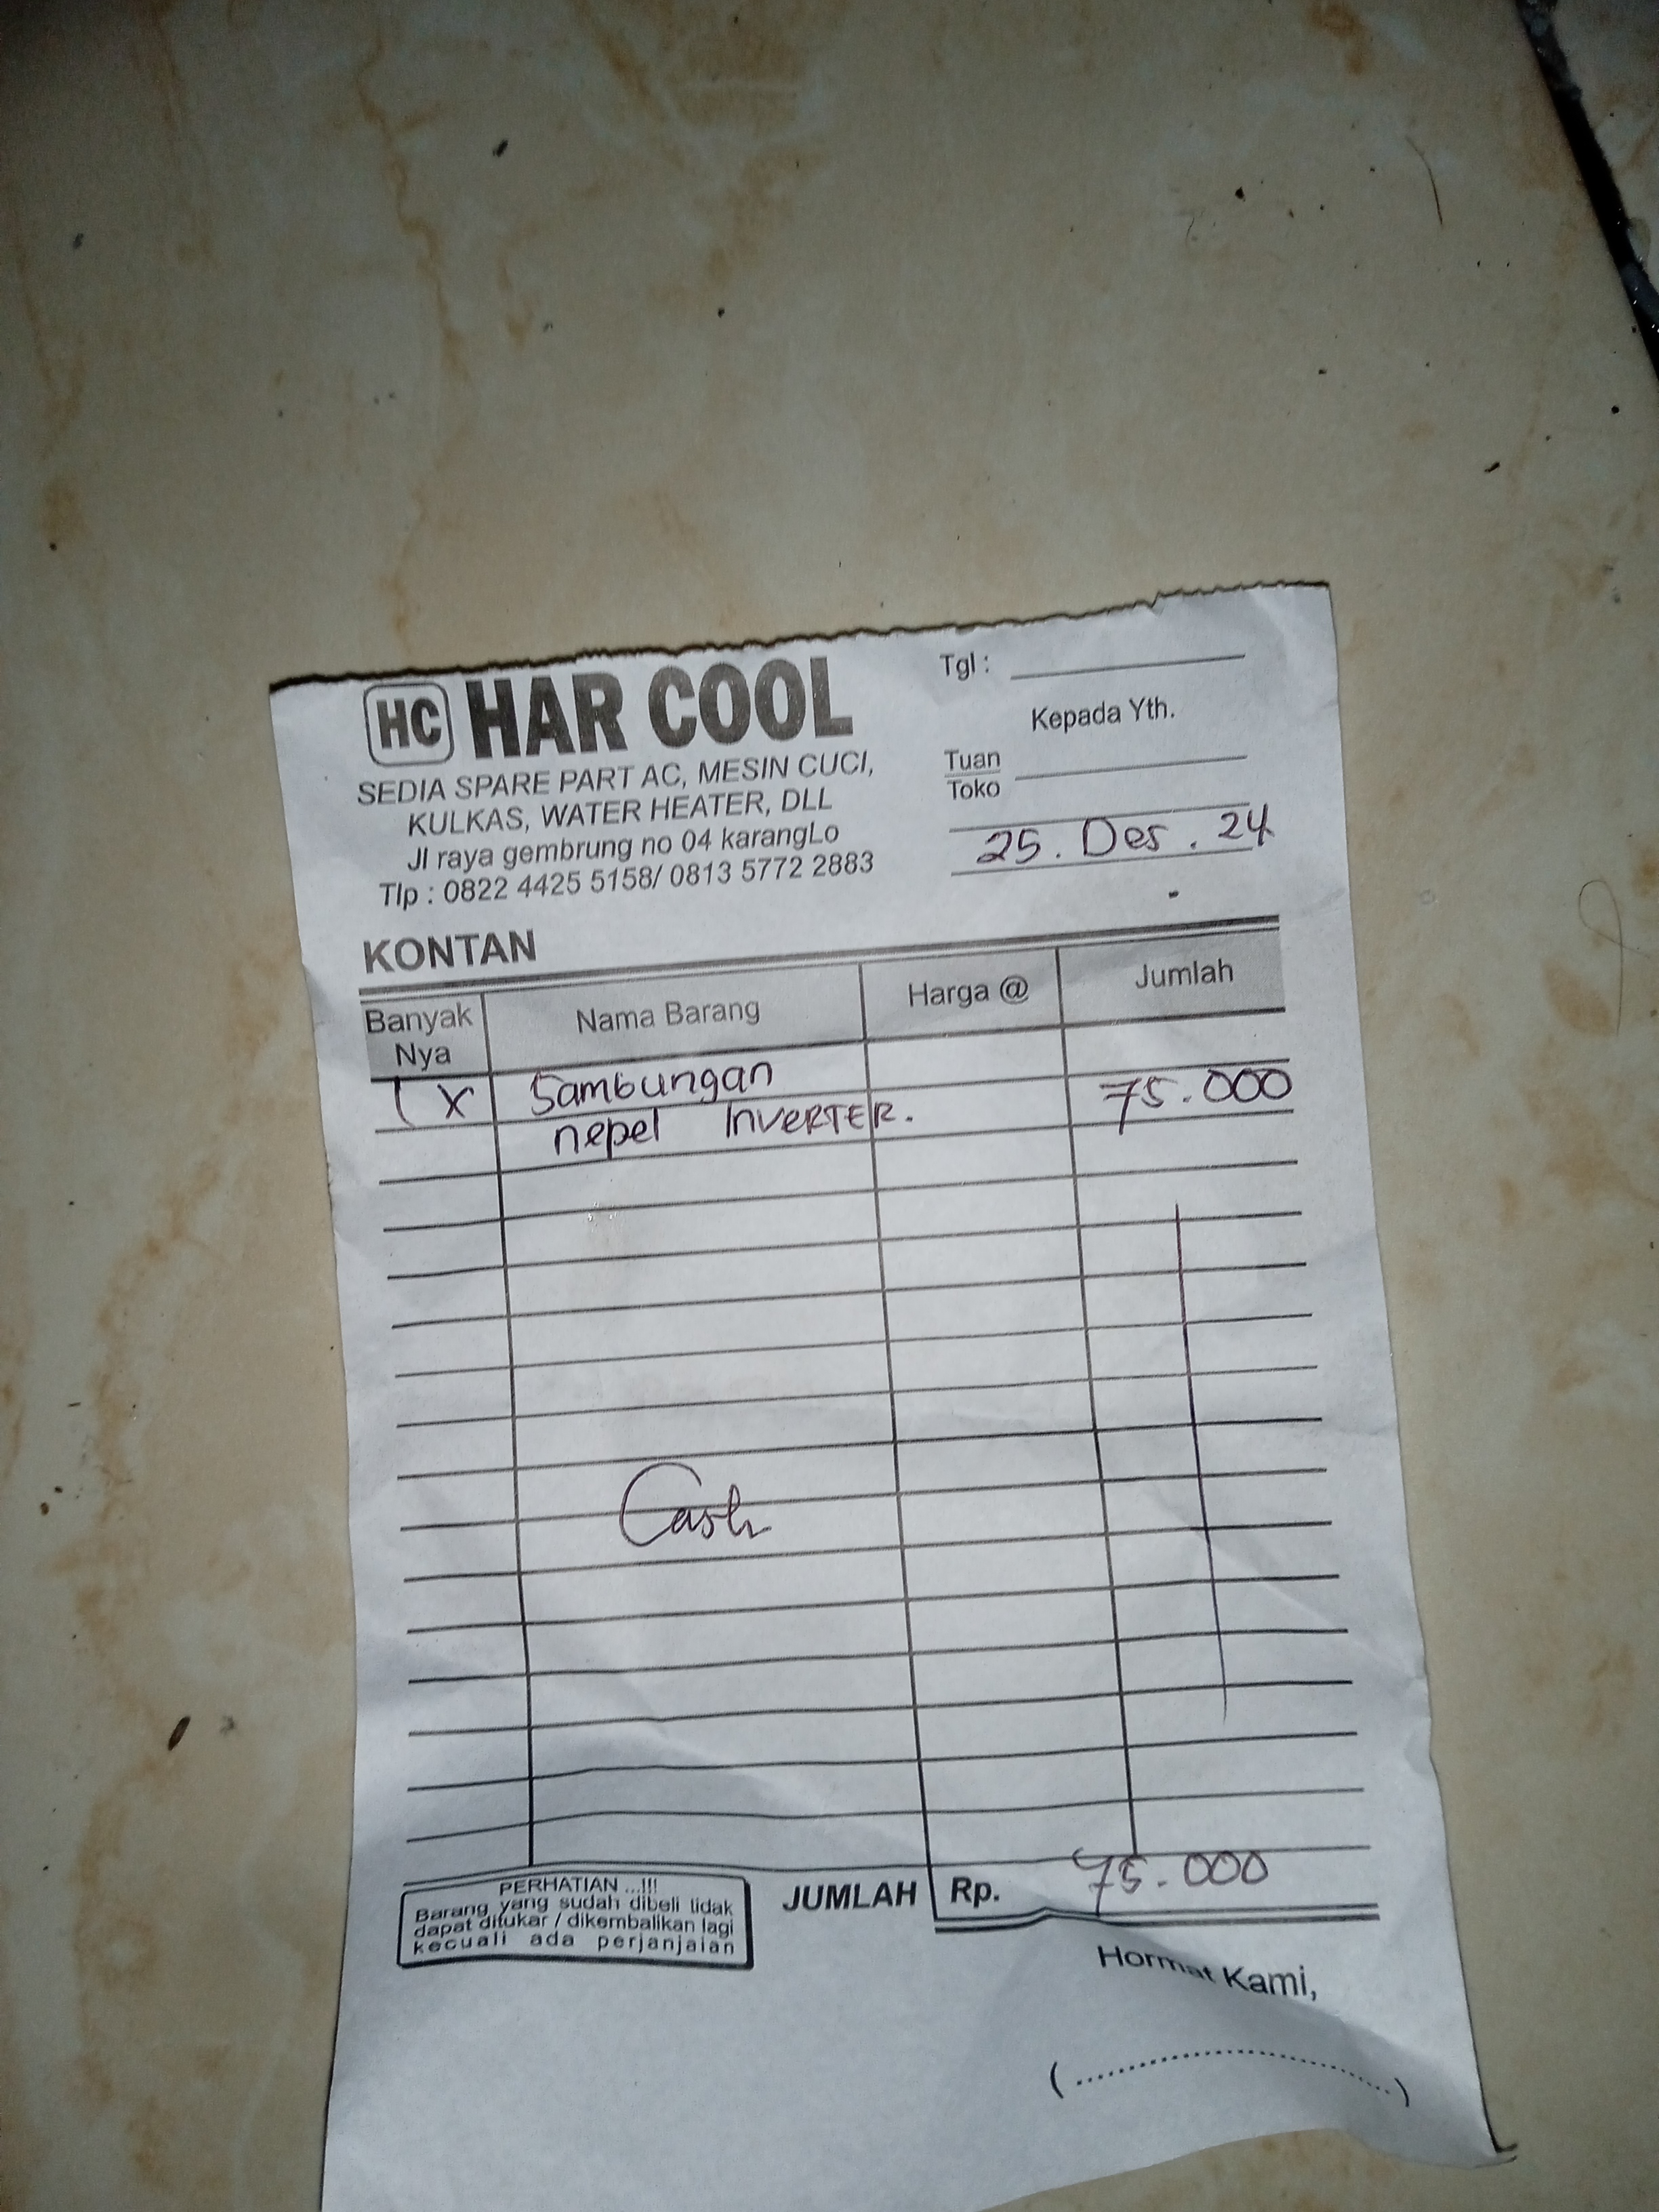 HC HAR COOL
SEDIA SPARE PART AC, MESIN CUCI,
KULKAS, WATER HEATER, DLL
Jl raya gembrung no 04 karangLo
Tlp : 0822 4425 5158/ 0813 5772 2883
Tgl :
Kepada Yth.
Tuan
Toko
25. Des. 24
KONTAN
Banyak Nya Nama Barang Harga @ Jumlah
1 x Sambungan 75.000
nepel InVERTER.
Cash
JUMLAH Rp. 75.000
PERHATIAN ...!!!
Barang yang sudah dibeli tidak
dapat ditukar / dikembalikan lagi
kecuali ada perjanjaian
Hormat Kami,
(....................)